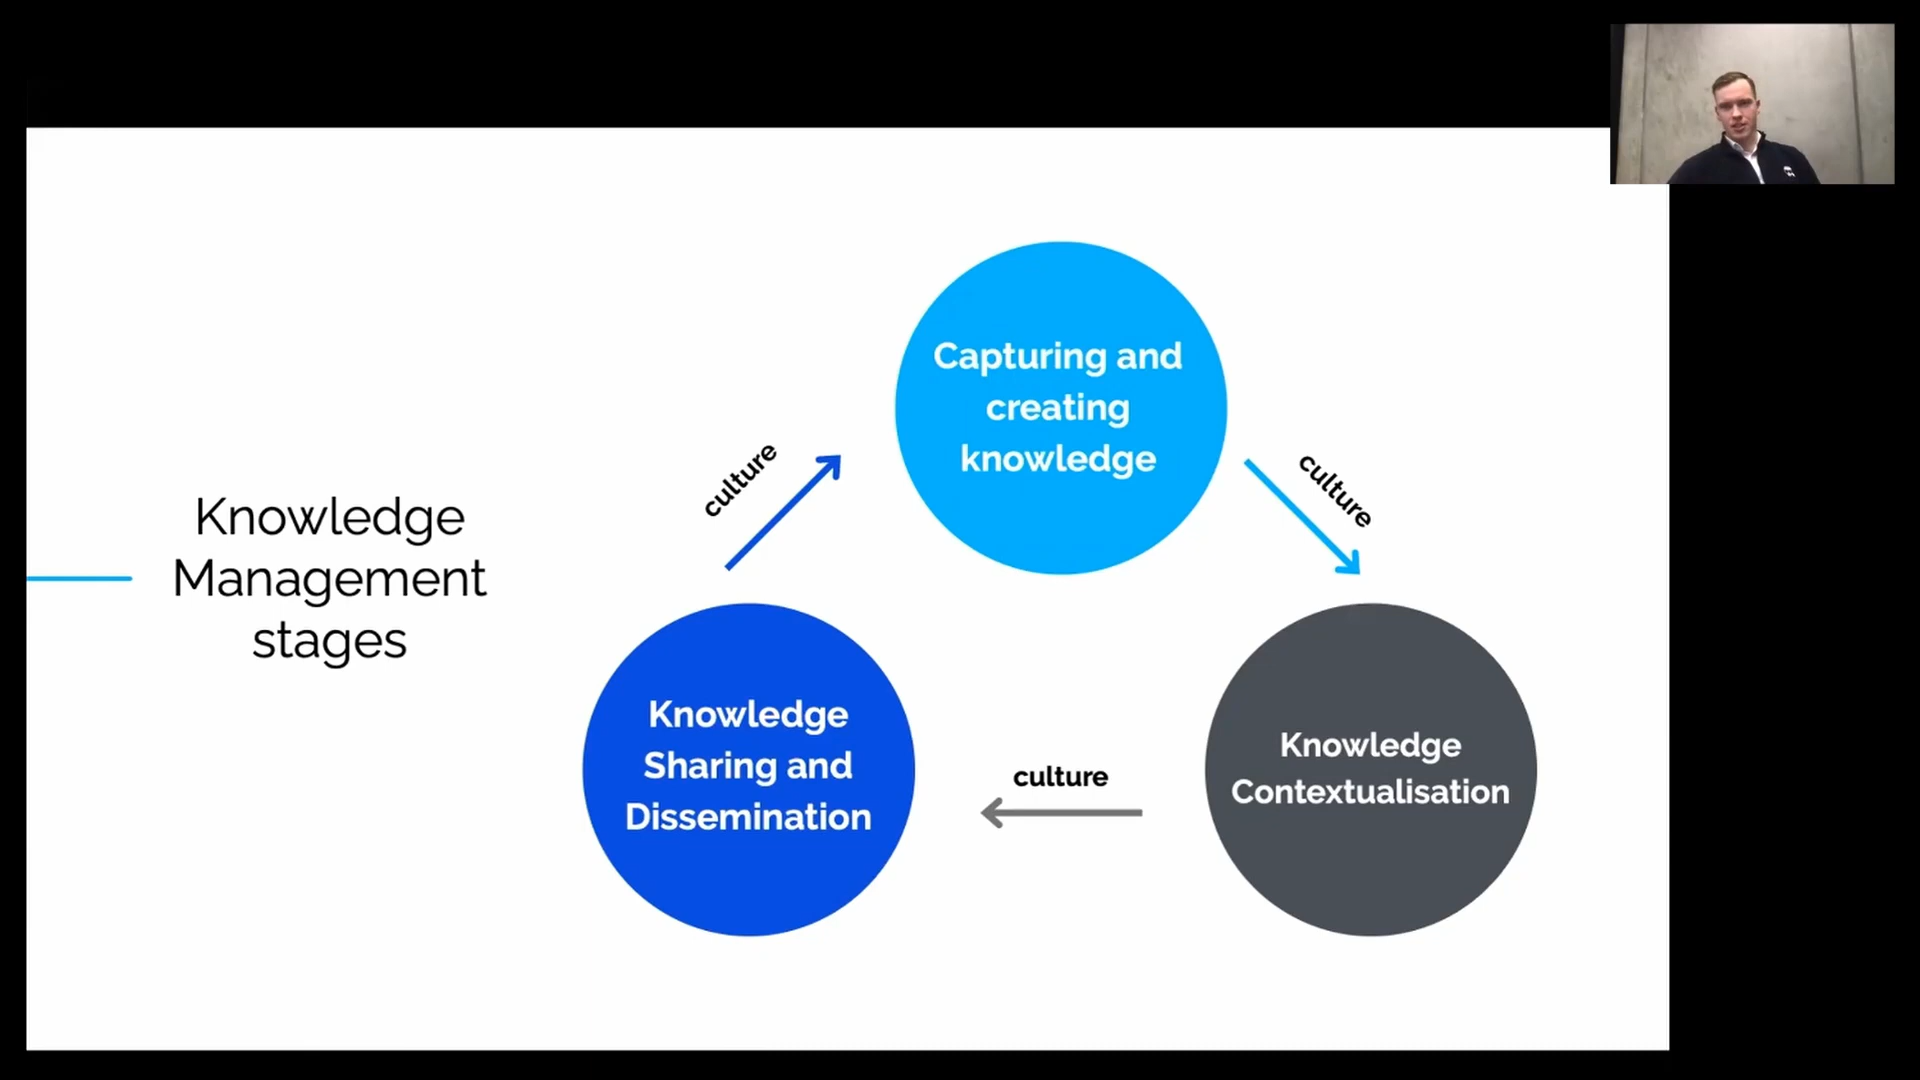 Knowledge
Management
stages
culture
Capturing and
creating
knowledge
culture
Knowledge
Sharing and
Dissemination
culture
Knowledge
Contextualisation